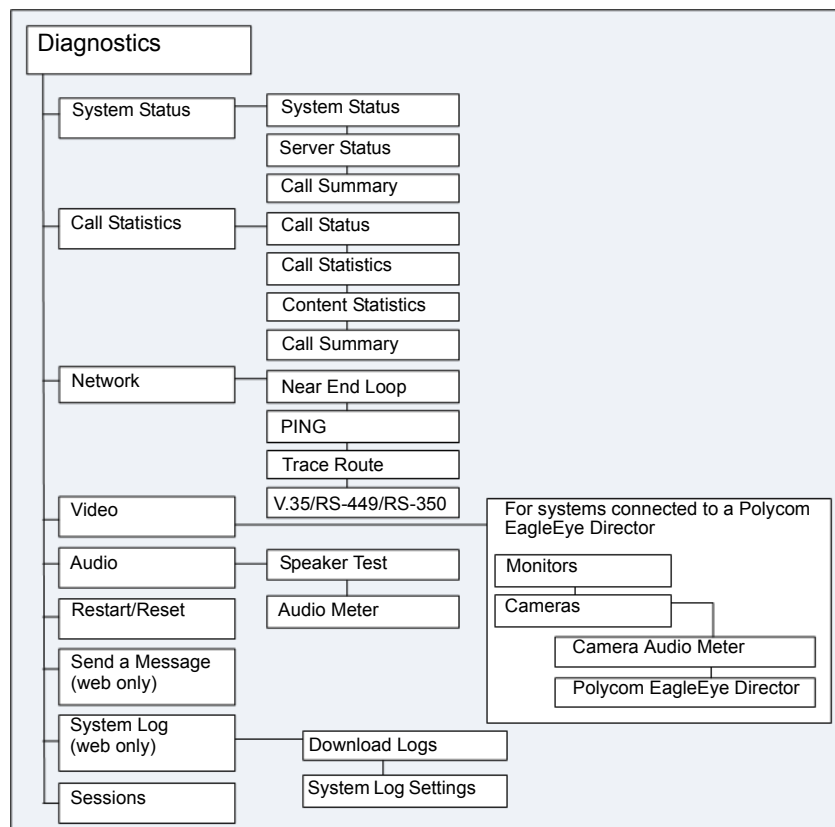 Diagnostics
System Status
System Status
Server Status
Call Summary
Call Statistics
Call Status
Call Statistics
Content Statistics
Call Summary
Network
Near End Loop
PING
Trace Route
V.35/RS-449/RS-350
Video
For systems connected to a Polycom
EagleEye Director
Monitors
Cameras
Camera Audio Meter
Polycom EagleEye Director
Audio
Speaker Test
Audio Meter
Restart/Reset
Send a Message
(web only)
System Log
(web only)
Download Logs
System Log Settings
Sessions